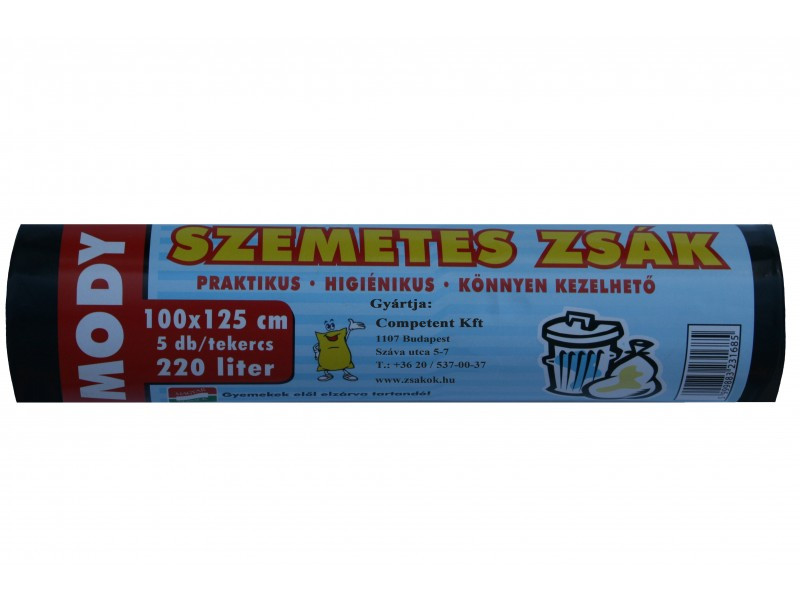 MODY
SZEMETES ZSÁK
PRAKTIKUS • HIGIÉNIKUS • KÖNNYEN KEZELHETŐ
100x125 cm
5 db/tekercs
220 liter
Gyártja:
Competent Kft
1107 Budapest
Száva utca 5-7
T.: +36 20 / 537-00-37
www.zsakok.hu
Gyermekek elől elzárva tartandó!